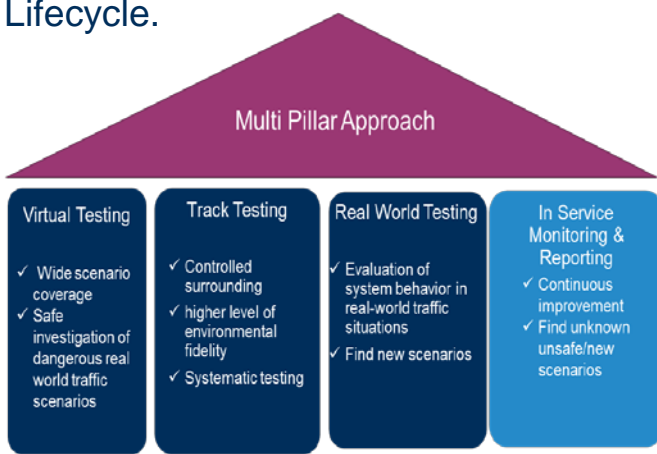 Lifecycle.
Multi Pillar Approach
Virtual Testing
✓ Wide scenario
coverage
✓ Safe
investigation of
dangerous real
world traffic
scenarios
Track Testing
✓ Controlled
surrounding
✓ higher level of
environmental
fidelity
✓ Systematic testing
Real World Testing
✓ Evaluation of
system behavior in
real-world traffic
situations
✓ Find new scenarios
In Service
Monitoring &
Reporting
✓ Continuous
improvement
✓ Find unknown
unsafe/new
scenarios